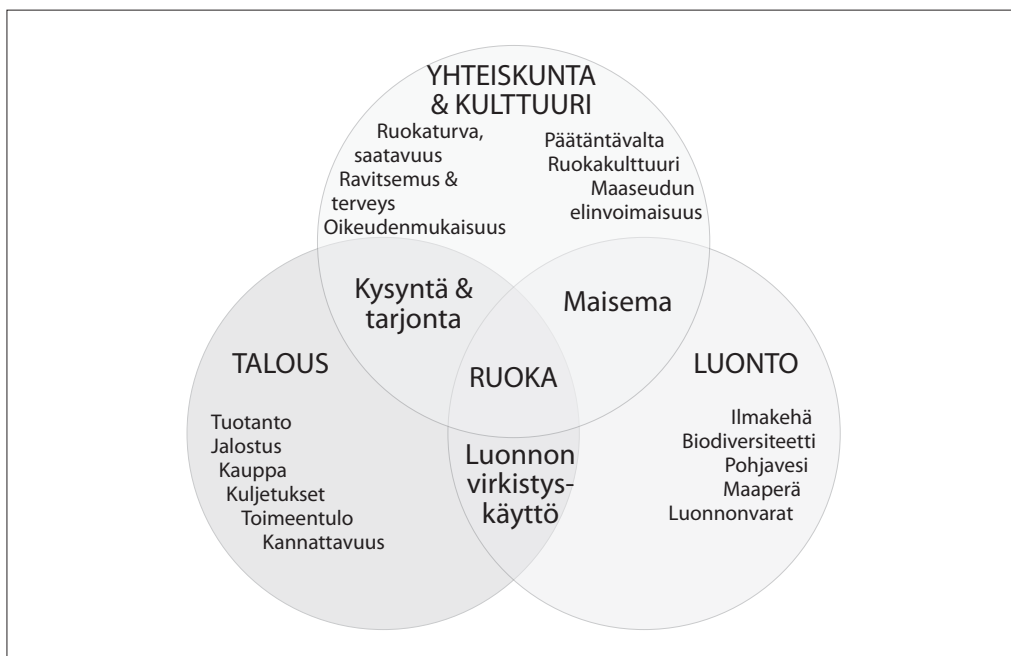 YHTEISKUNTA
& KULTTUURI
Ruokaturva,
saatavuus
Ravitsemus &
terveys
Oikeudenmukaisuus
Päätäntävalta
Ruokakulttuuri
Maaseudun
elinvoimaisuus
Kysyntä &
tarjonta
Maisema
TALOUS
RUOKA
LUONTO
Tuotanto
Jalostus
Kauppa
Kuljetukset
Toimeentulo
Kannattavuus
Luonnon
virkistys-
käyttö
Ilmakehä
Biodiversiteetti
Pohjavesi
Maaperä
Luonnonvarat